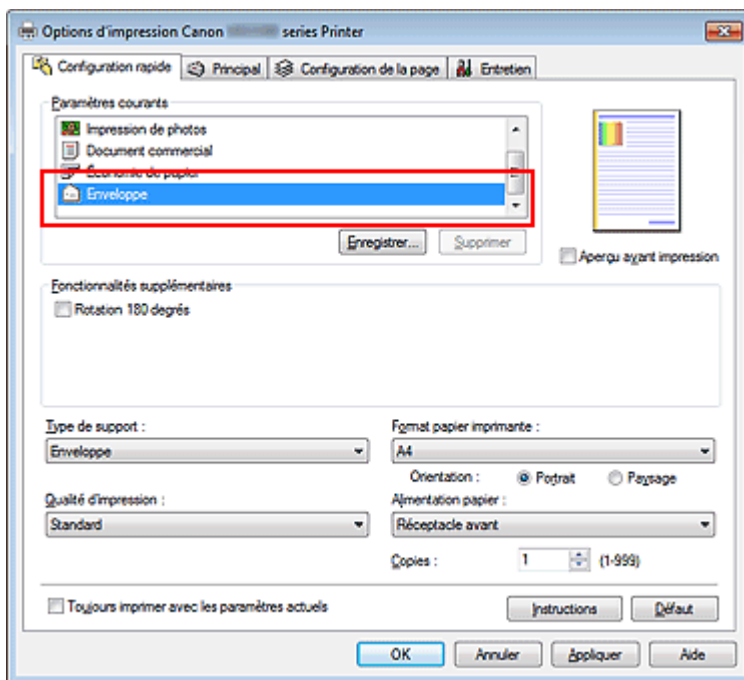 Options d'impression Canon series Printer
Configuration rapide Principal Configuration de la page Entretien
Paramètres courants
Impression de photos
Document commercial
Économie de papier
Enveloppe
Enregistrer... Supprimer
Aperçu avant impression
Fonctionnalités supplémentaires
Rotation 180 degrés
Type de support : Format papier imprimante :
Enveloppe A4
Orientation : Portrait Paysage
Qualité d'impression : Alimentation papier :
Standard Réceptacle avant
Copies : 1 (1-999)
Toujours imprimer avec les paramètres actuels Instructions Défaut
OK Annuler Appliquer Aide